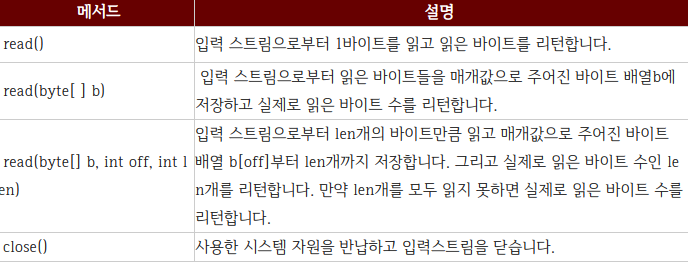 메서드 설명
read() 입력 스트림으로부터 1바이트를 읽고 읽은 바이트를 리턴합니다.
read(byte[ ] b) 입력 스트림으로부터 읽은 바이트들을 매개값으로 주어진 바이트 배열b에
저장하고 실제로 읽은 바이트 수를 리턴합니다.
read(byte[] b, int off, int l
en)
입력 스트림으로부터 len개의 바이트만큼 읽고 매개값으로 주어진 바이트
배열 b[off]부터 len개까지 저장합니다. 그리고 실제로 읽은 바이트 수인 le
n개를 리턴합니다. 만약 len개를 모두 읽지 못하면 실제로 읽은 바이트 수를
리턴합니다.
close() 사용한 시스템 자원을 반납하고 입력스트림을 닫습니다.